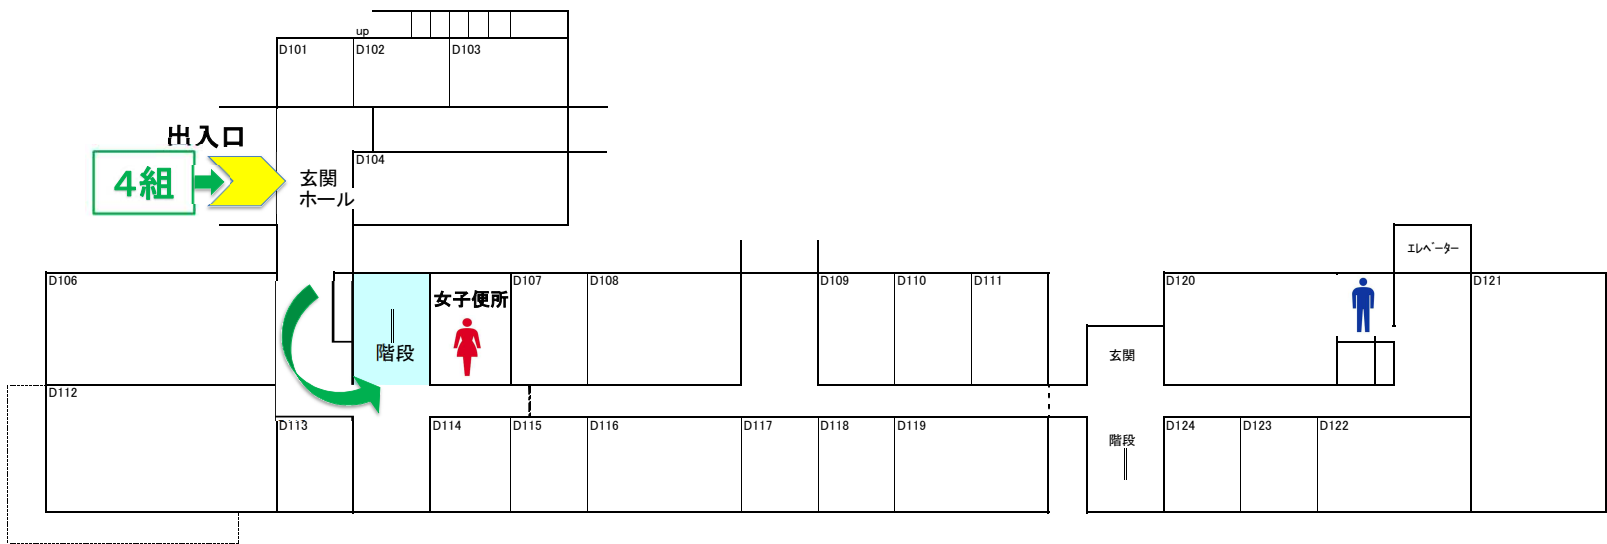 up
D101
D102
D103
出入口
D104
4組
玄関
ホール
エレベーター
D106
D107
D108
D109
D110
D111
D120
D121
女子便所
階段
玄関
D112
D113
D114
D115
D116
D117
D118
D119
階段
D124
D123
D122